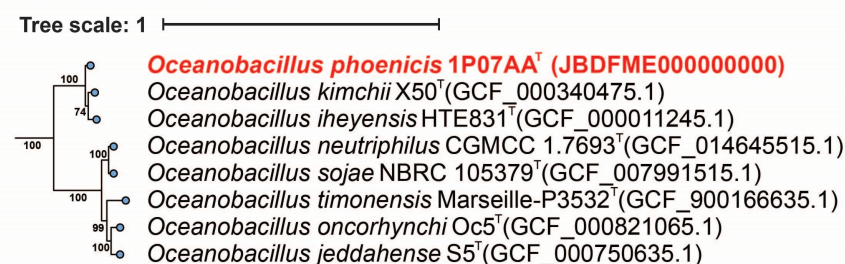 Tree scale: 1
100
Oceanobacillus phoenicis 1P07AAT (JBDFME000000000)
Oceanobacillus kimchii X50T(GCF_000340475.1)
74
Oceanobacillus iheyensis HTE831T(GCF_000011245.1)
100
100
Oceanobacillus neutriphilus CGMCC 1.7693T(GCF_014645515.1)
Oceanobacillus sojae NBRC 105379T(GCF_007991515.1)
100
Oceanobacillus timonensis Marseille-P3532T(GCF_900166635.1)
99
Oceanobacillus oncorhynchi Oc5T(GCF_000821065.1)
100
Oceanobacillus jeddahense S5T(GCF_000750635.1)